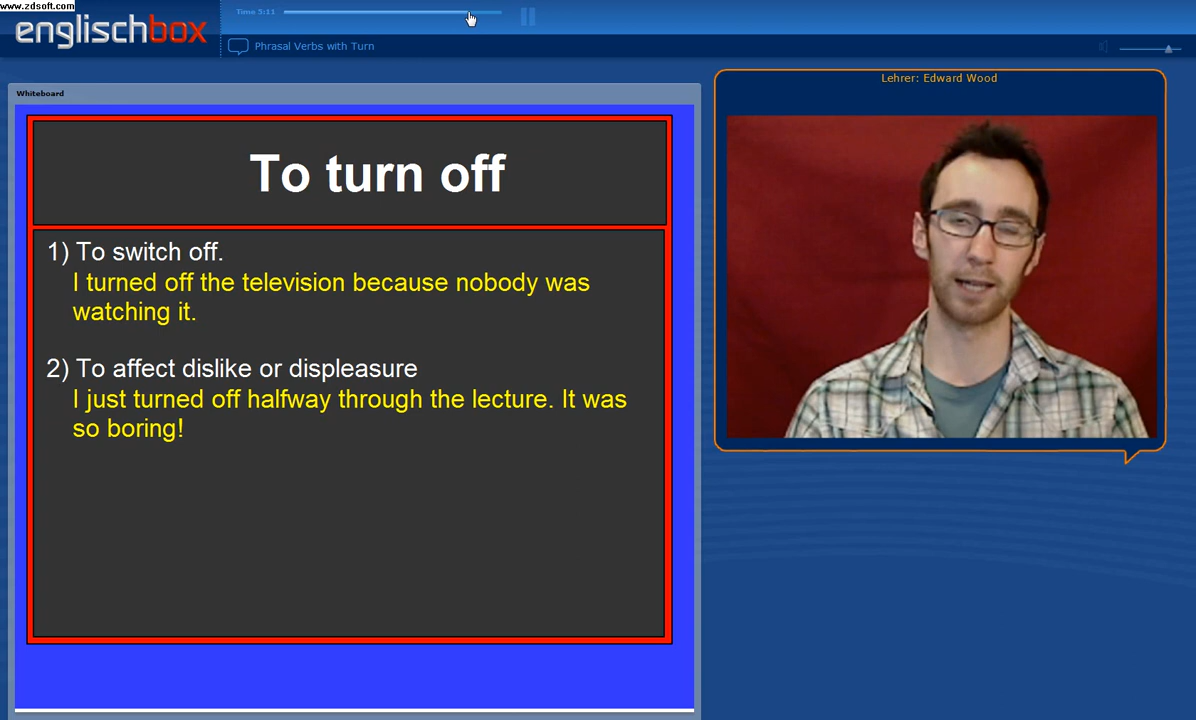 www.zdsoft.com
englischbox
Time 5:11
Phrasal Verbs with Turn
Whiteboard
To turn off
1) To switch off.
I turned off the television because nobody was
watching it.
2) To affect dislike or displeasure
I just turned off halfway through the lecture. It was
so boring!
Lehrer: Edward Wood